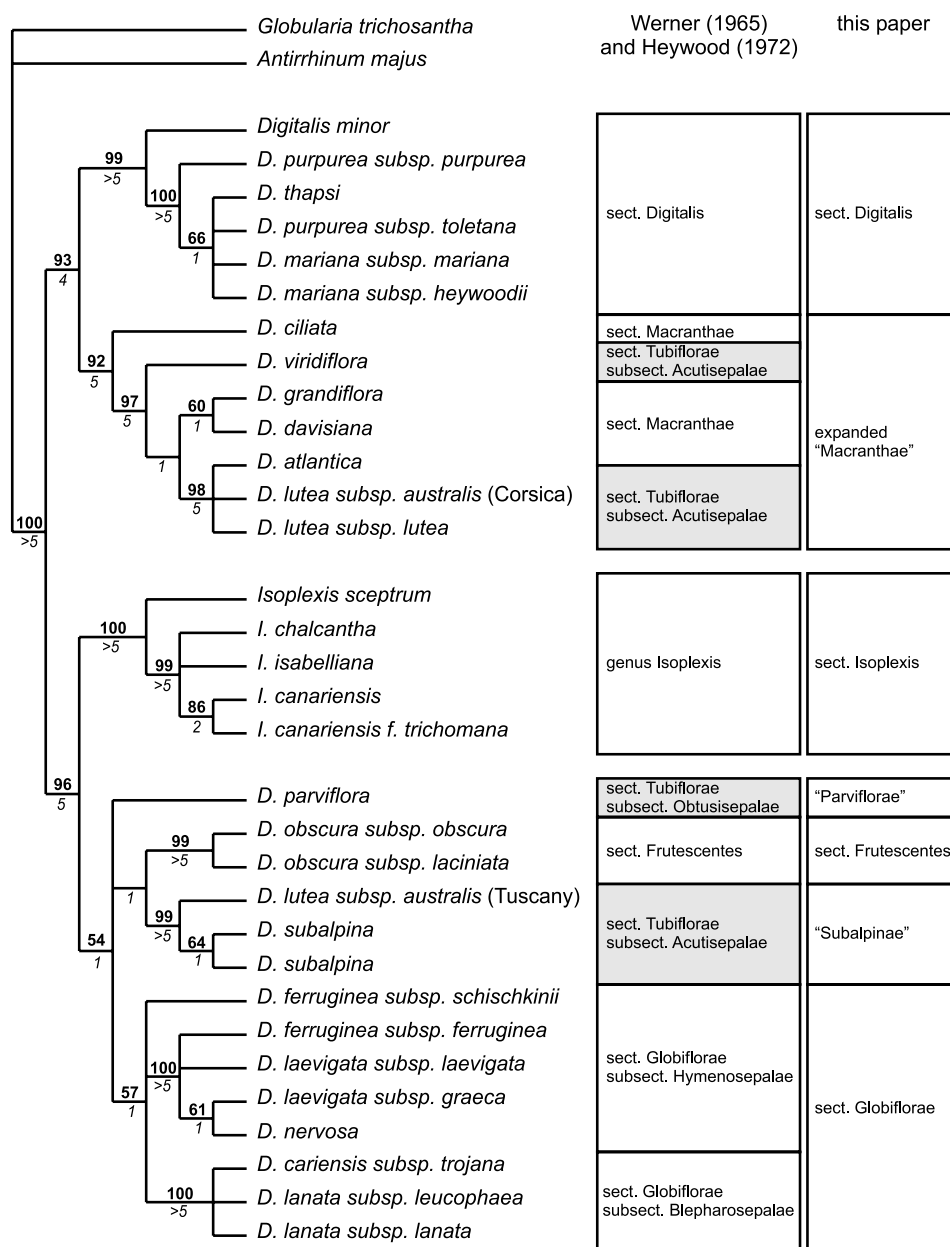 Globularia trichosantha
Antirrhinum majus
Werner (1965)
and Heywood (1972)
this paper
Digitalis minor
D. purpurea subsp. purpurea
D. thapsi
D. purpurea subsp. toletana
D. mariana subsp. mariana
D. mariana subsp. heywoodii
D. ciliata
D. viridiflora
D. grandiflora
D. davisiana
D. atlantica
D. lutea subsp. australis (Corsica)
D. lutea subsp. lutea
Isoplexis sceptrum
I. chalcantha
I. isabelliana
I. canariensis
I. canariensis f. trichomana
D. parviflora
D. obscura subsp. obscura
D. obscura subsp. laciniata
D. lutea subsp. australis (Tuscany)
D. subalpina
D. subalpina
D. ferruginea subsp. schischkinii
D. ferruginea subsp. ferruginea
D. laevigata subsp. laevigata
D. laevigata subsp. graeca
D. nervosa
D. cariensis subsp. trojana
D. lanata subsp. leucophaea
D. lanata subsp. lanata
99
>5
100
>5
66
1
93
4
92
5
97
5
60
1
1
98
5
100
>5
100
>5
99
>5
86
2
96
5
99
>5
1
99
>5
64
1
54
1
100
>5
61
1
57
1
100
>5
sect. Digitalis
sect. Macranthae
sect. Tubiflorae
subsect. Acutisepalae
sect. Macranthae
sect. Tubiflorae
subsect. Acutisepalae
genus Isoplexis
sect. Tubiflorae
subsect. Obtusisepalae
sect. Frutescentes
sect. Tubiflorae
subsect. Acutisepalae
sect. Globiflorae
subsect. Hymenosepalae
sect. Globiflorae
subsect. Blepharosepalae
sect. Digitalis
expanded
“Macranthae”
sect. Isoplexis
“Parviflorae”
sect. Frutescentes
“Subalpinae”
sect. Globiflorae